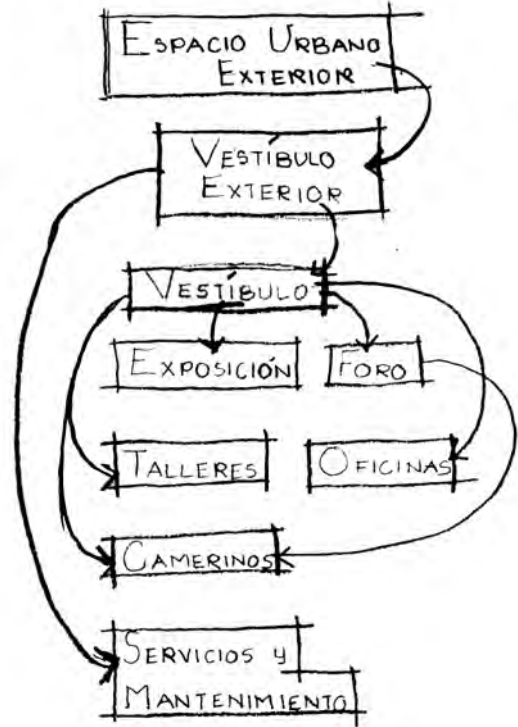 ESPACIO URBANO
EXTERIOR
VESTÍBULO
EXTERIOR
VESTÍBULO
EXPOSICIÓN
FORO
TALLERES
OFICINAS
CAMERINOS
SERVICIOS Y
MANTENIMIENTO